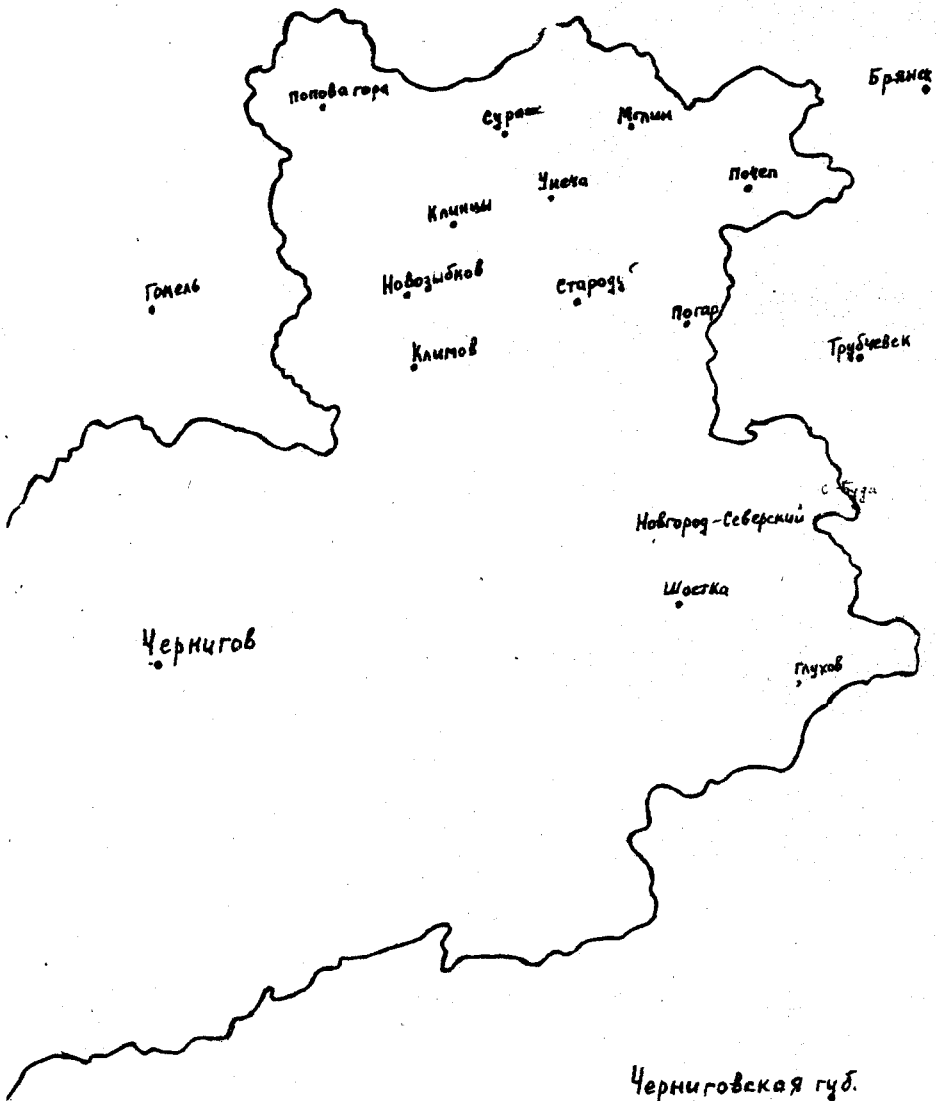 Брянск
Попова гора
Сураж
Мглин
Унеча
Почеп
Клинцы
Новозыбков
Гомель
Стародуб
Погар
Климов
Трубчевск
С-Буда
Новгород-Северский
Шостка
Чернигов
Глухов
Черниговская губ.